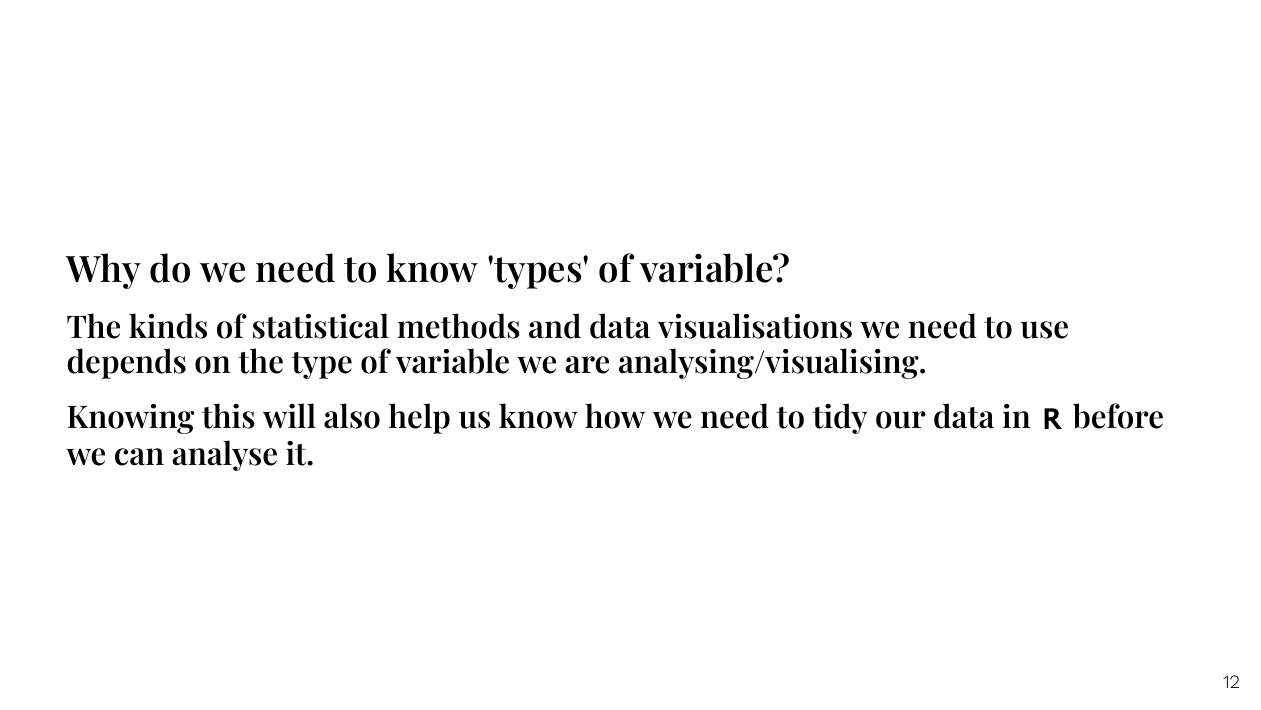 Why do we need to know 'types' of variable?
The kinds of statistical methods and data visualisations we need to use
depends on the type of variable we are analysing/visualising.
Knowing this will also help us know how we need to tidy our data in R before
we can analyse it.
12